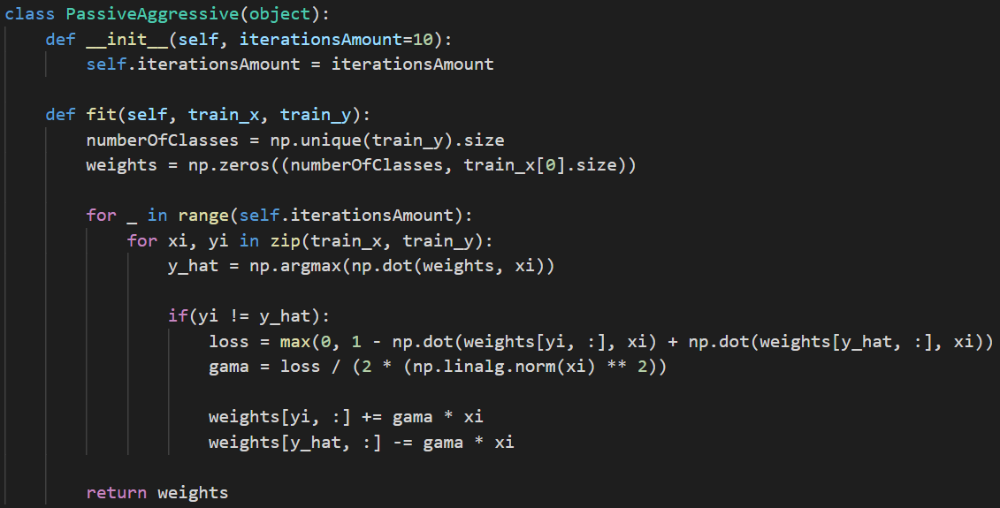 class PassiveAggressive(object):
    def __init__(self, iterationsAmount=10):
        self.iterationsAmount = iterationsAmount

    def fit(self, train_x, train_y):
        numberOfClasses = np.unique(train_y).size
        weights = np.zeros((numberOfClasses, train_x[0].size))

        for _ in range(self.iterationsAmount):
            for xi, yi in zip(train_x, train_y):
                y_hat = np.argmax(np.dot(weights, xi))

                if(yi != y_hat):
                    loss = max(0, 1 - np.dot(weights[yi, :], xi) + np.dot(weights[y_hat, :], xi))
                    gama = loss / (2 * (np.linalg.norm(xi) ** 2))

                    weights[yi, :] += gama * xi
                    weights[y_hat, :] -= gama * xi

        return weights